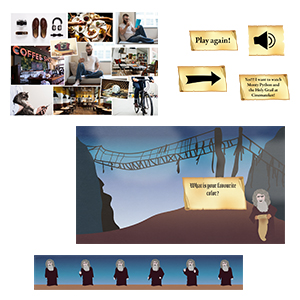 COFFEE
Play again!
Yes!! I want to watch
Monty Python and
the Holy Grail at
Cinemateket!
What is your favourite
color?